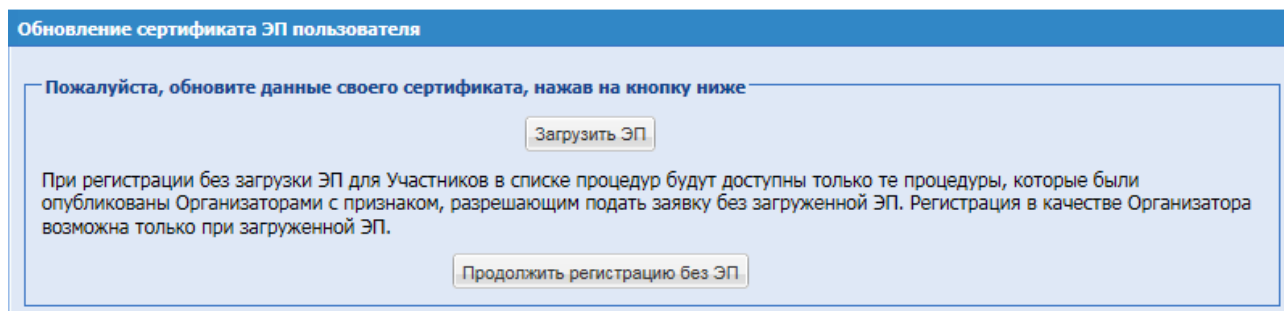 Обновление сертификата ЭП пользователя
Пожалуйста, обновите данные своего сертификата, нажав на кнопку ниже
Загрузить ЭП
При регистрации без загрузки ЭП для Участников в списке процедур будут доступны только те процедуры, которые были
опубликованы Организаторами с признаком, разрешающим подать заявку без загруженной ЭП. Регистрация в качестве Организатора
возможна только при загруженной ЭП.
Продолжить регистрацию без ЭП